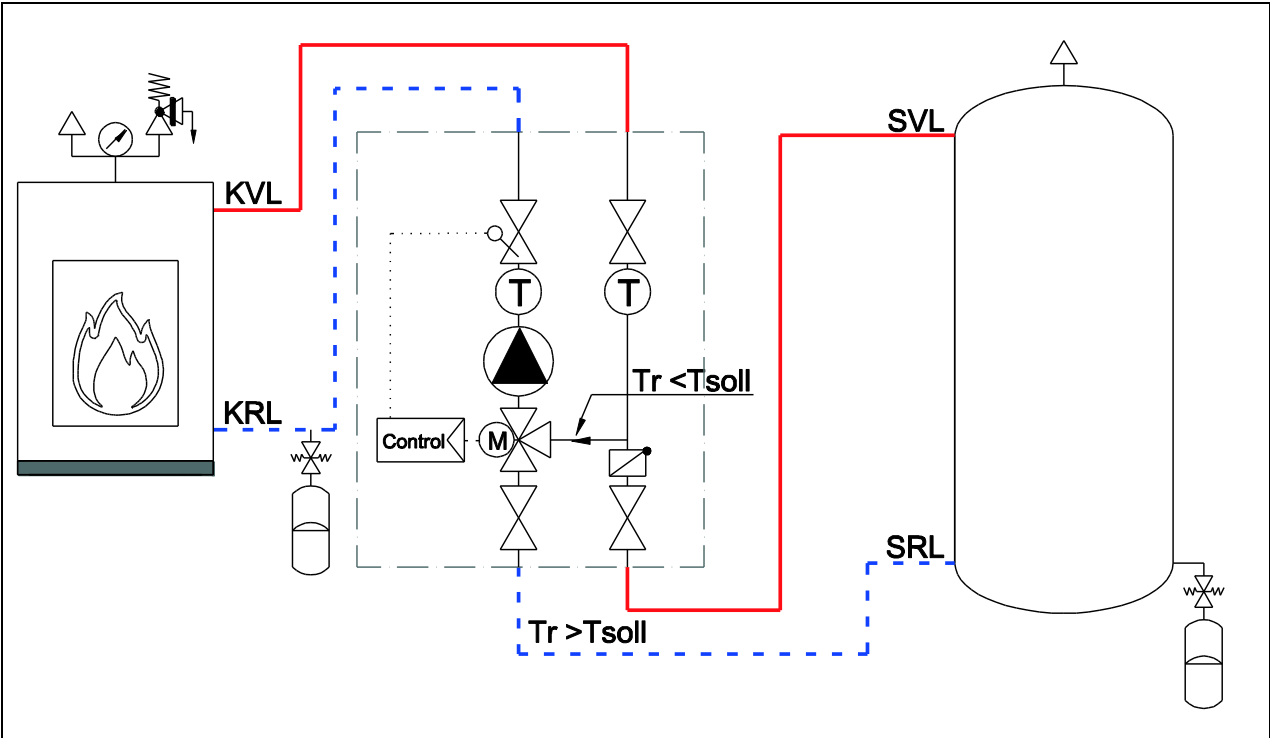 KVL
SVL
T
T
Tr <Tsoll
KRL
Control
M
SRL
Tr >Tsoll